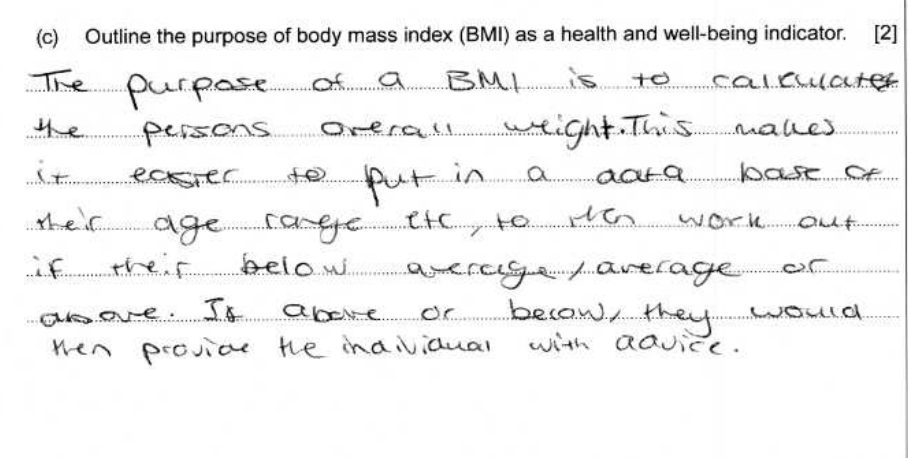 (c) Outline the purpose of body mass index (BMI) as a health and well-being indicator. [2]
The purpose of a BMI is to calculates
the persons overall weight. This makes
it easier to put in a data base of
their age range etc, to then work out
if their below average / average or
above. If above or below, they would
then provide the individual with advice.